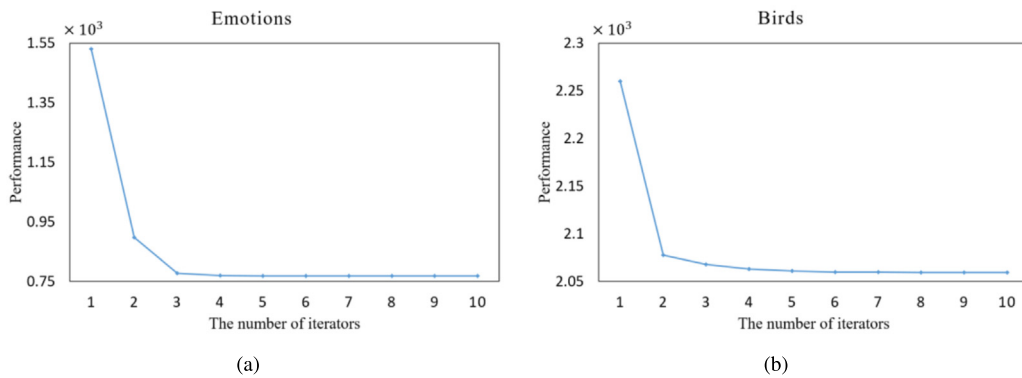 Emotions
× 10³
1.55
1.35
1.15
0.95
0.75
Performance
1 2 3 4 5 6 7 8 9 10
The number of iterators
(a)
Birds
× 10³
2.3
2.25
2.2
2.15
2.1
2.05
Performance
1 2 3 4 5 6 7 8 9 10
The number of iterators
(b)